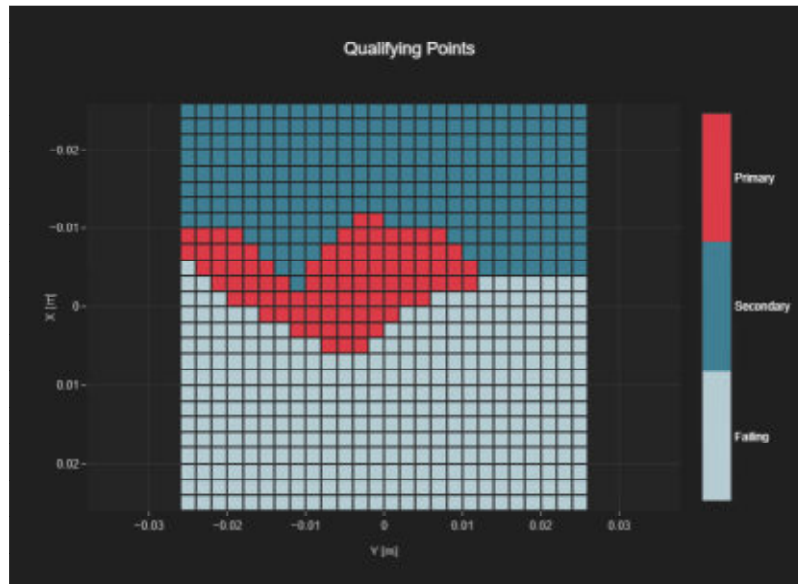 Qualifying Points
−0.02
−0.01
0
0.01
0.02
X [m]
−0.03
−0.02
−0.01
0
0.01
0.02
0.03
Y [m]
Primary
Secondary
Failing